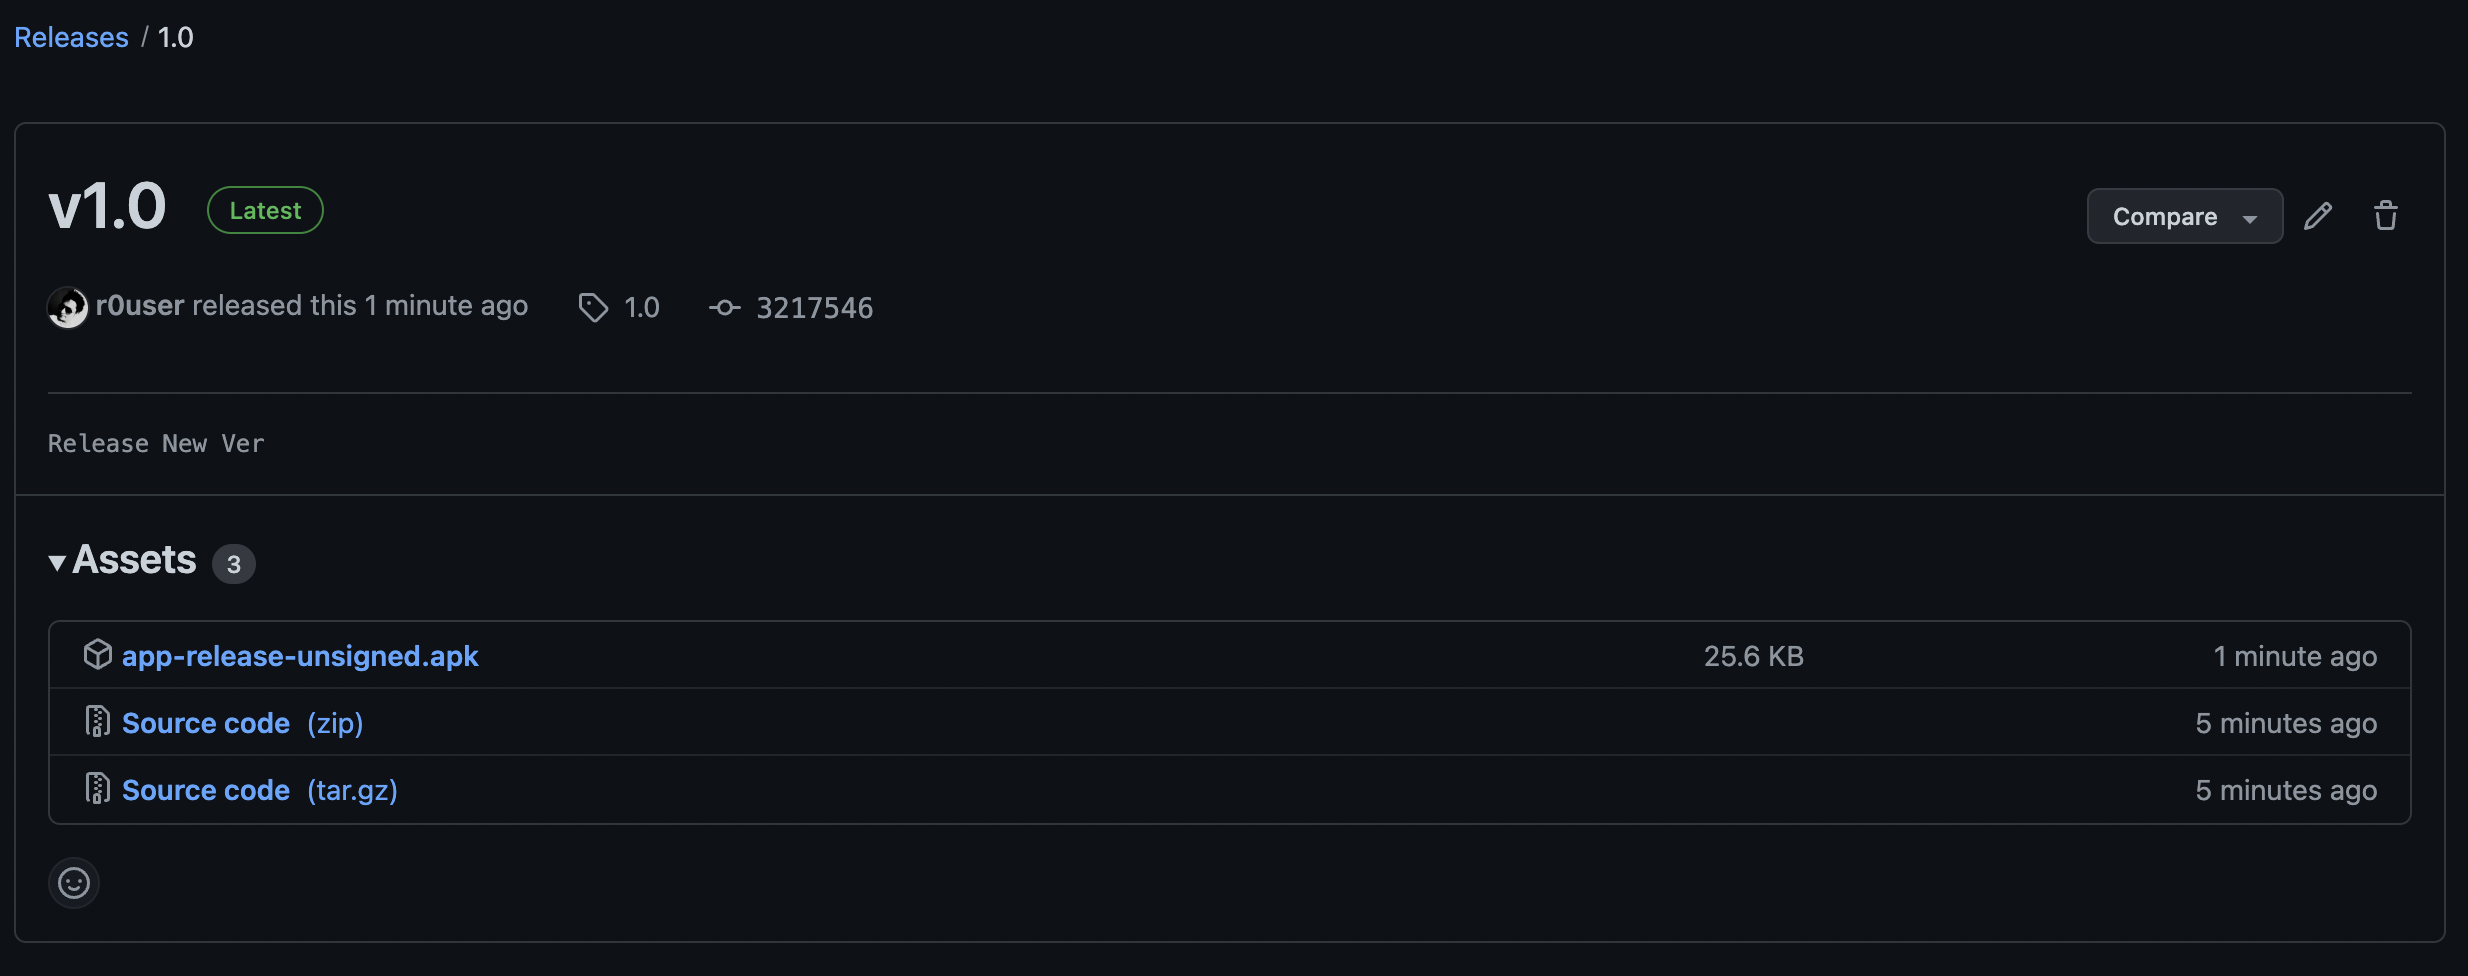 Releases / 1.0
v1.0 Latest Compare
r0user released this 1 minute ago 1.0 3217546
Release New Ver
Assets 3
app-release-unsigned.apk 25.6 KB 1 minute ago
Source code (zip) 5 minutes ago
Source code (tar.gz) 5 minutes ago